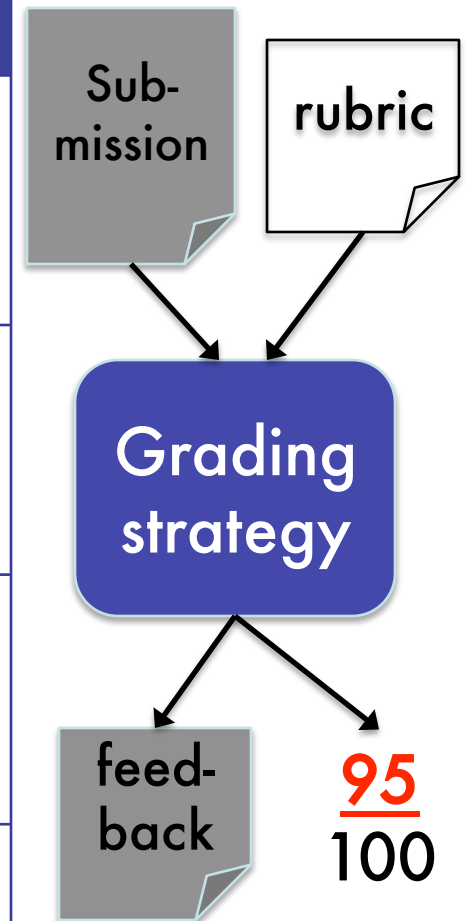 Sub-
mission
rubric
Grading
strategy
feed-
back
95
100